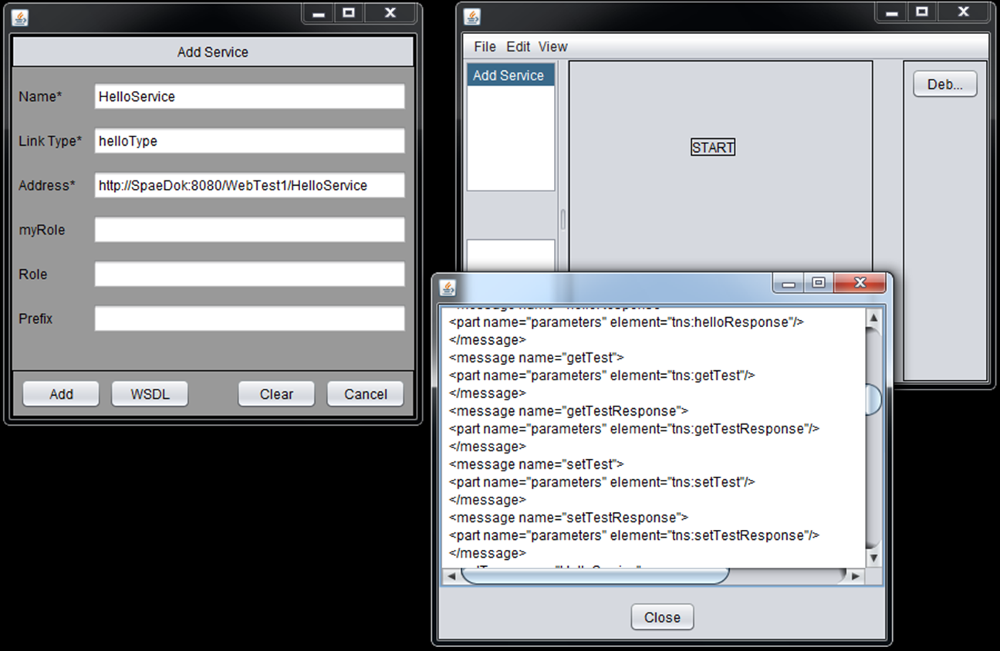 Add Service
Name* HelloService
Link Type* helloType
Address* http://SpaeDok:8080/WebTest1/HelloService
myRole
Role
Prefix
Add WSDL Clear Cancel
File Edit View
Add Service
START
Deb...
<part name="parameters" element="tns:helloResponse"/>
</message>
<message name="getTest">
<part name="parameters" element="tns:getTest"/>
</message>
<message name="getTestResponse">
<part name="parameters" element="tns:getTestResponse"/>
</message>
<message name="setTest">
<part name="parameters" element="tns:setTest"/>
</message>
<message name="setTestResponse">
<part name="parameters" element="tns:setTestResponse"/>
</message>
Close